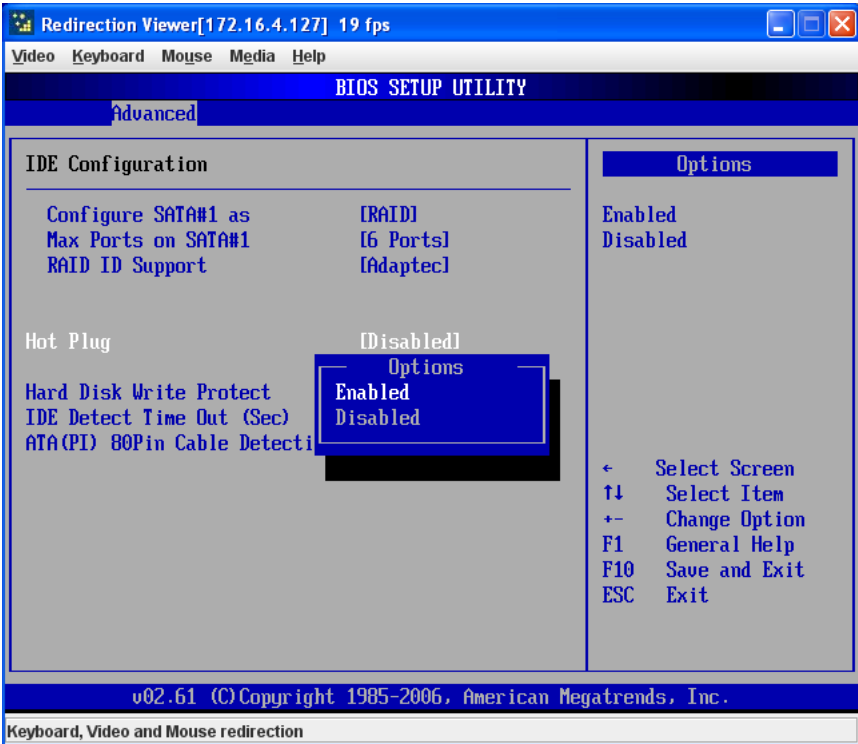 Redirection Viewer[172.16.4.127] 19 fps
Video Keyboard Mouse Media Help
BIOS SETUP UTILITY
Advanced
IDE Configuration
Configure SATA#1 as [RAID]
Max Ports on SATA#1 [6 Ports]
RAID ID Support [Adaptec]
Hot Plug [Disabled]
Hard Disk Write Protect
IDE Detect Time Out (Sec)
ATA(PI) 80Pin Cable Detecti
Options
Enabled
Disabled
Options
Enabled
Disabled
← Select Screen
↑↓ Select Item
+- Change Option
F1 General Help
F10 Save and Exit
ESC Exit
v02.61 (C)Copyright 1985-2006, American Megatrends, Inc.
Keyboard, Video and Mouse redirection